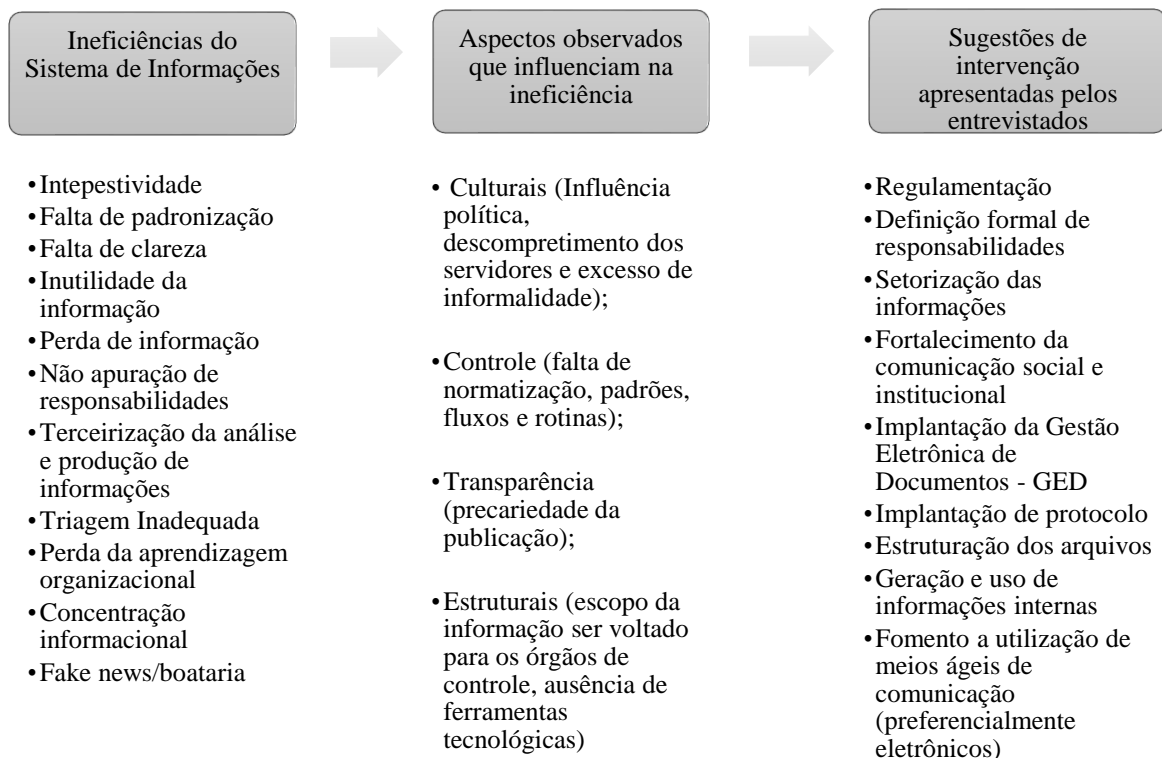 Ineficiências do
Sistema de Informações
Aspectos observados
que influenciam na
ineficiência
Sugestões de
intervenção
apresentadas pelos
entrevistados
•Intepestividade
•Falta de padronização
•Falta de clareza
•Inutilidade da
informação
•Perda de informação
•Não apuração de
responsabilidades
•Terceirização da análise
e produção de
informações
•Triagem Inadequada
•Perda da aprendizagem
organizacional
•Concentração
informacional
•Fake news/boataria
• Culturais (Influência
política,
descompretimento dos
servidores e excesso de
informalidade);
•Controle (falta de
normatização, padrões,
fluxos e rotinas);
•Transparência
(precariedade da
publicação);
•Estruturais (escopo da
informação ser voltado
para os órgãos de
controle, ausência de
ferramentas
tecnológicas)
•Regulamentação
•Definição formal de
responsabilidades
•Setorização das
informações
•Fortalecimento da
comunicação social e
institucional
•Implantação da Gestão
Eletrônica de
Documentos - GED
•Implantação de protocolo
•Estruturação dos arquivos
•Geração e uso de
informações internas
•Fomento a utilização de
meios ágeis de
comunicação
(preferencialmente
eletrônicos)